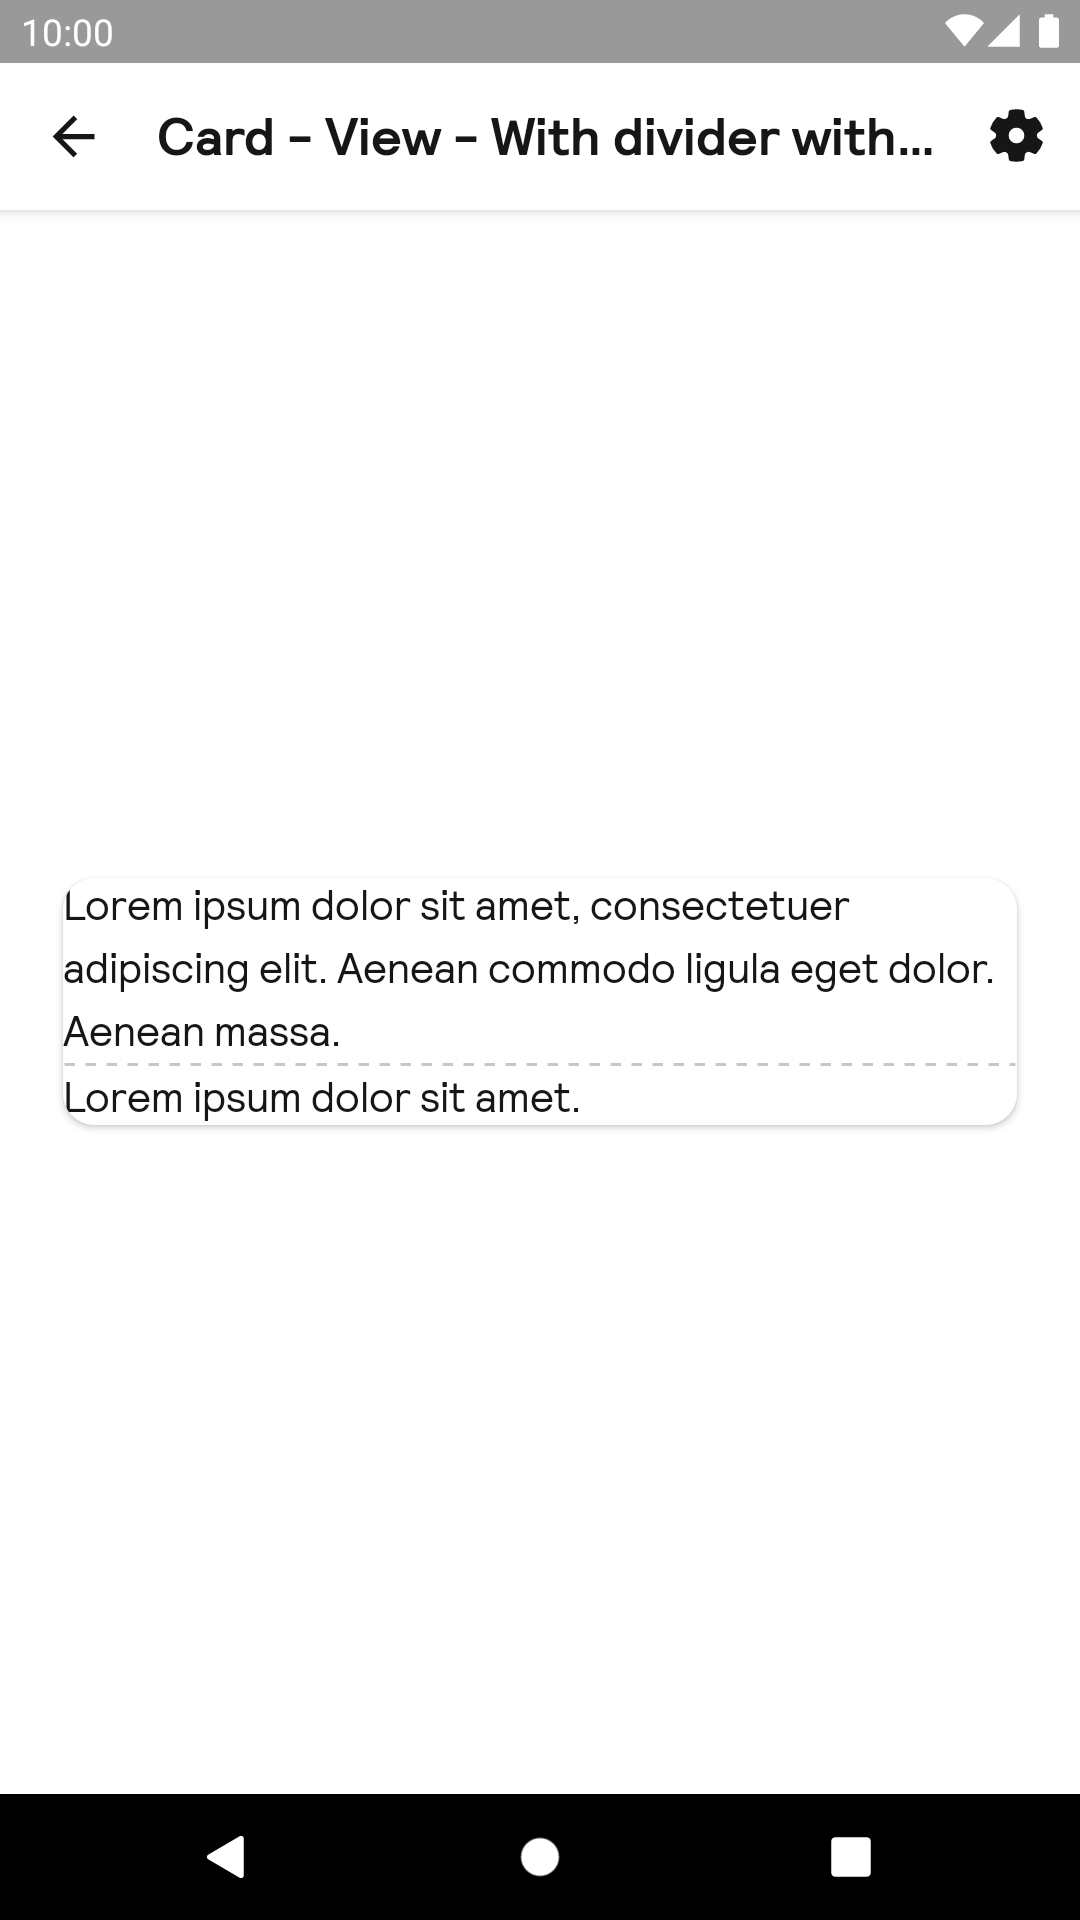 10:00
Card - View - With divider with...
Lorem ipsum dolor sit amet, consectetuer
adipiscing elit. Aenean commodo ligula eget dolor.
Aenean massa.
Lorem ipsum dolor sit amet.